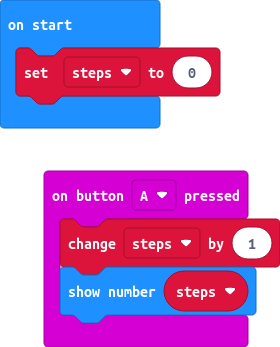 on start
set steps to 0
on button A pressed
change steps by 1
show number steps